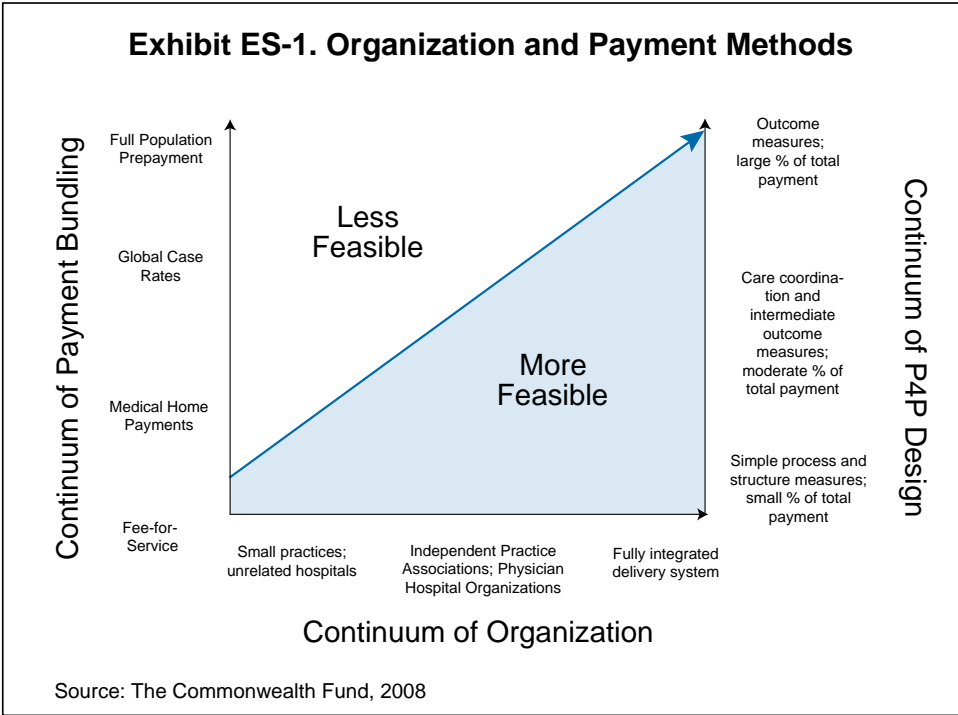 Exhibit ES-1. Organization and Payment Methods
Continuum of Payment Bundling
Full Population
Prepayment
Global Case
Rates
Medical Home
Payments
Fee-for-
Service
Less
Feasible
More
Feasible
Outcome
measures;
large % of total
payment
Care coordina-
tion and
intermediate
outcome
measures;
moderate % of
total payment
Simple process and
structure measures;
small % of total
payment
Continuum of P4P Design
Small practices;
unrelated hospitals
Independent Practice
Associations; Physician
Hospital Organizations
Fully integrated
delivery system
Continuum of Organization
Source: The Commonwealth Fund, 2008